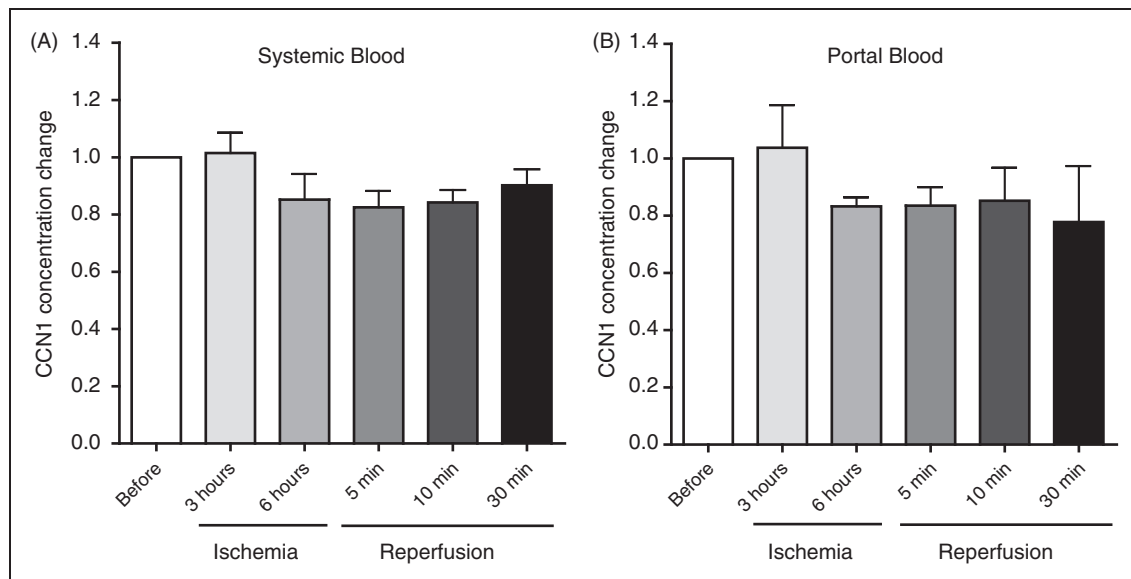 (A)
Systemic Blood
CCN1 concentration change
1.4
1.2
1.0
0.8
0.6
0.4
0.2
0.0
Before
3 hours
6 hours
5 min
10 min
30 min
Ischemia
Reperfusion
(B)
Portal Blood
CCN1 concentration change
1.4
1.2
1.0
0.8
0.6
0.4
0.2
0.0
Before
3 hours
6 hours
5 min
10 min
30 min
Ischemia
Reperfusion